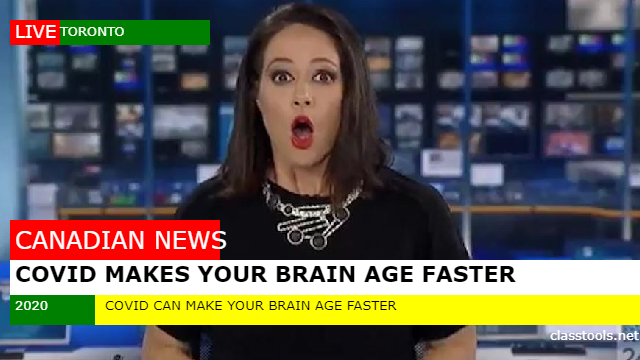 LIVE TORONTO
CANADIAN NEWS
COVID MAKES YOUR BRAIN AGE FASTER
2020 COVID CAN MAKE YOUR BRAIN AGE FASTER
classtools.net